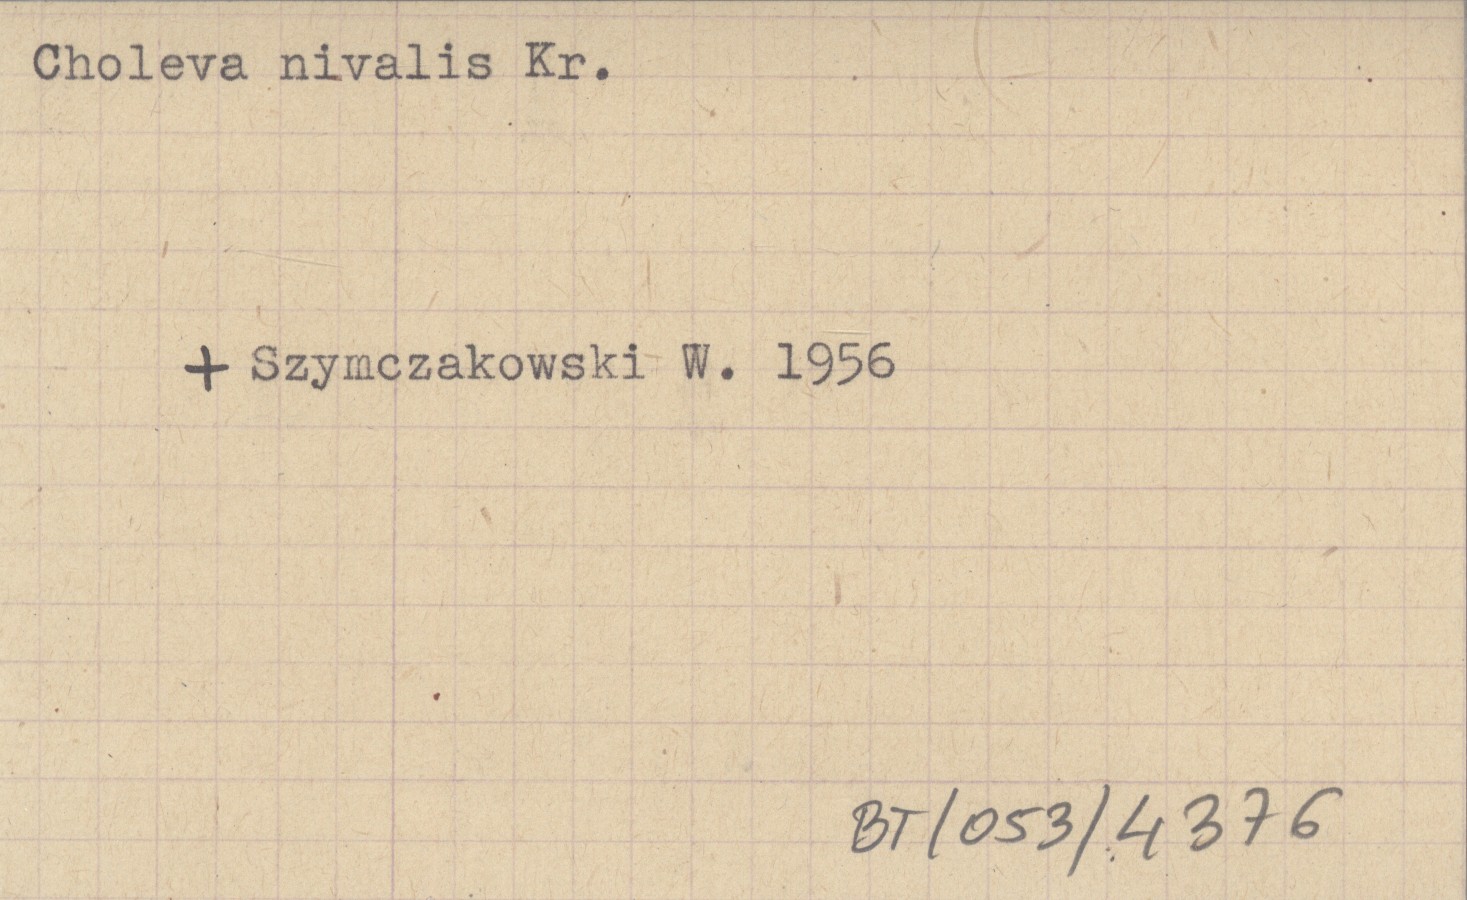 Choleva nivalis Kr.
+ Szymczakowski W. 1956
BT/053/4376